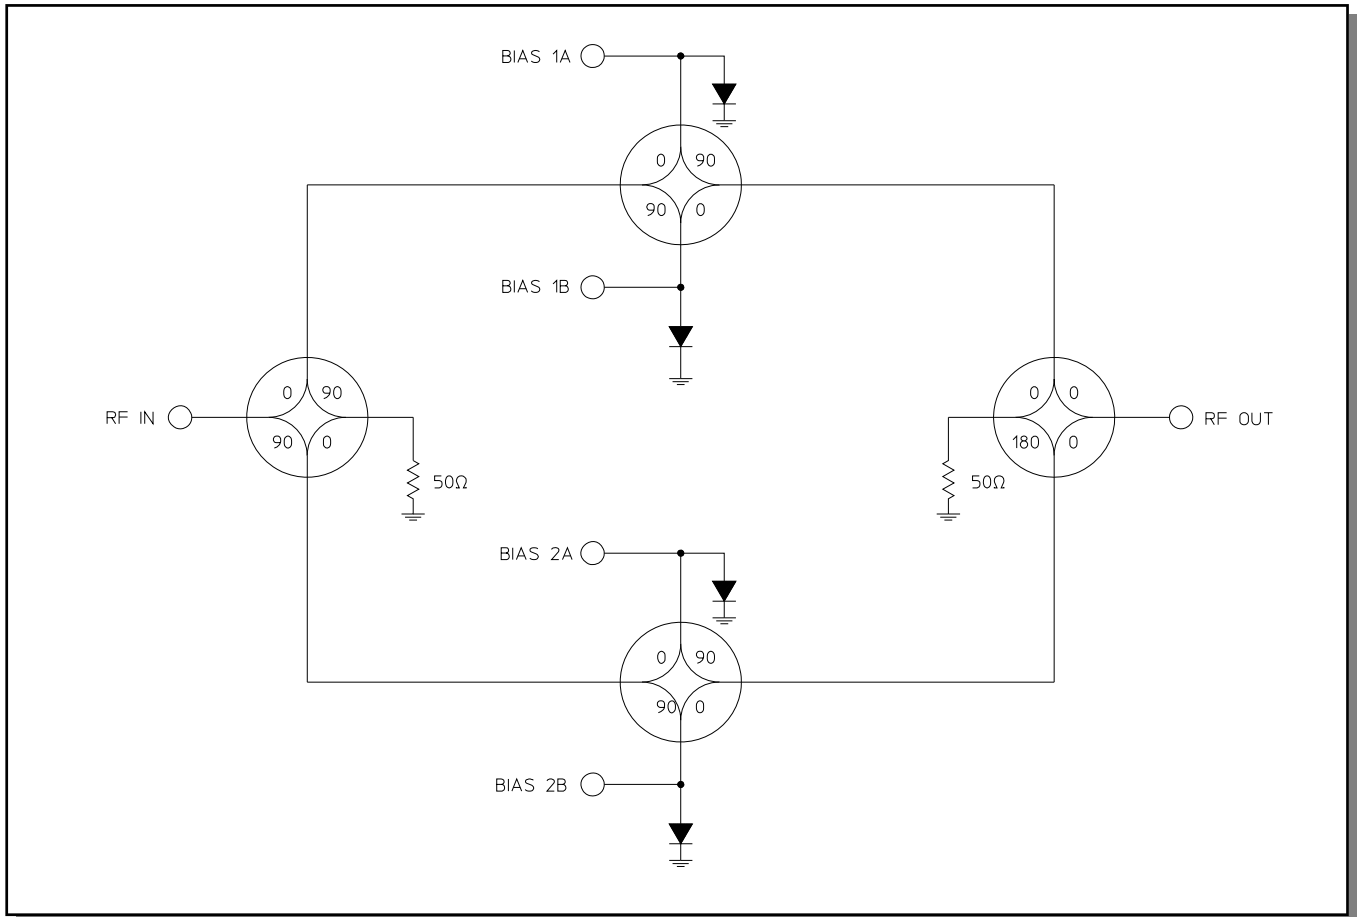 BIAS 1A
0 90
90 0
BIAS 1B
0 90
90 0
RF IN
50Ω
0 0
180 0
RF OUT
50Ω
BIAS 2A
0 90
90 0
BIAS 2B